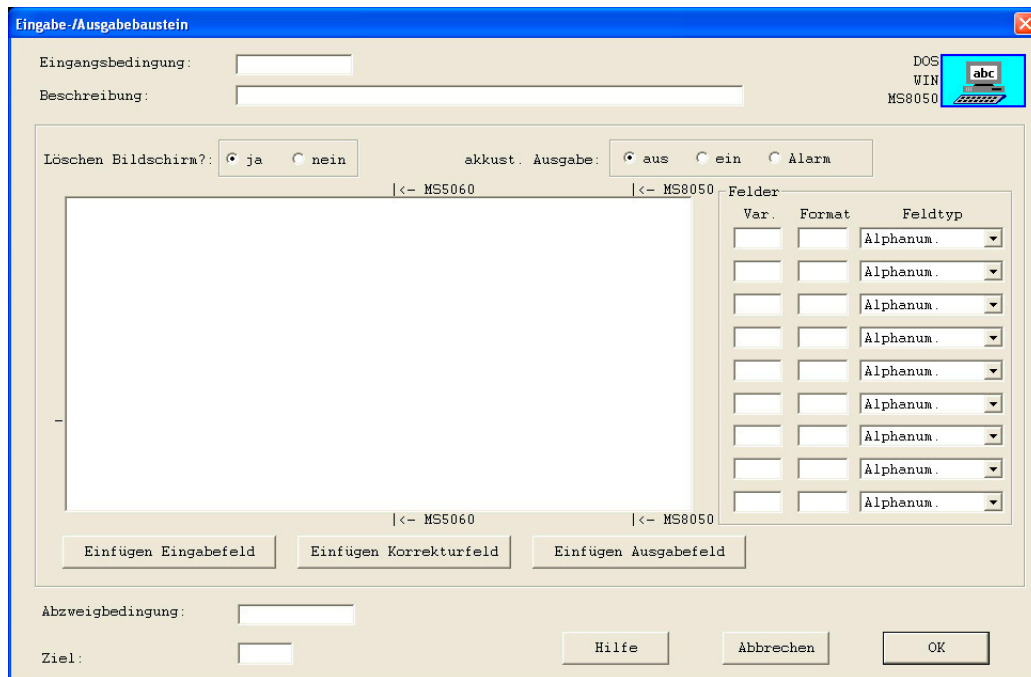 Eingabe-/Ausgabebaustein
Eingangsbedingung:
DOS
WIN
MS8050
abc
Beschreibung:
Löschen Bildschirm?: ja nein akkust. Ausgabe: aus ein Alarm
|<- MS5060 |<- MS8050
Felder
Var. Format Feldtyp
Alphanum.
Alphanum.
Alphanum.
Alphanum.
Alphanum.
Alphanum.
Alphanum.
Alphanum.
Alphanum.
|<- MS5060 |<- MS8050
Einfügen Eingabefeld Einfügen Korrekturfeld Einfügen Ausgabefeld
Abzweigbedingung:
Ziel:
Hilfe Abbrechen OK